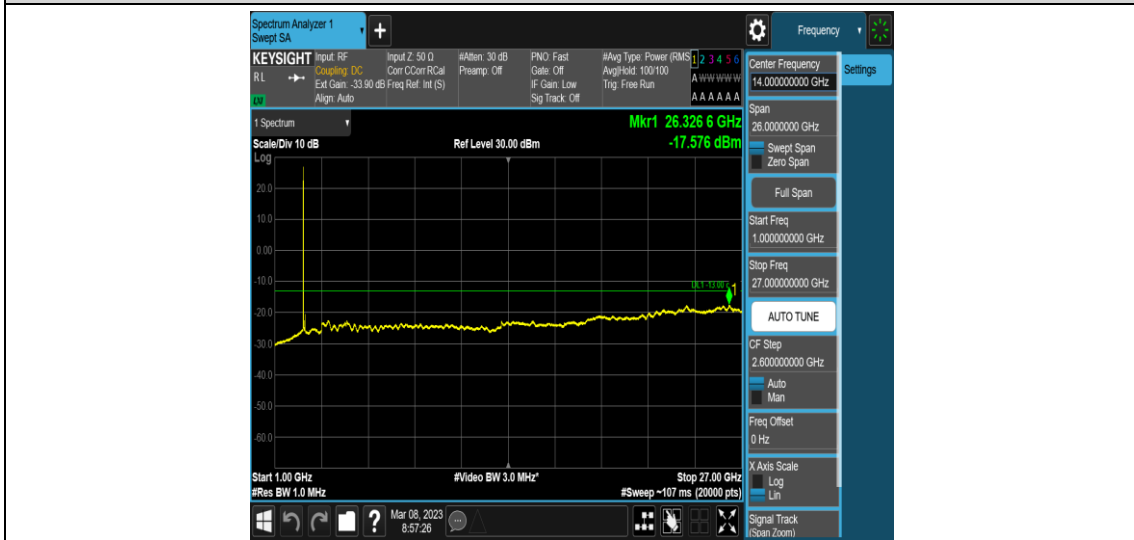 Spectrum Analyzer 1
Swept SA
+
Frequency
KEYSIGHT
RL
LXI
Input: RF
Coupling: DC
Ext Gain: -33.90 dB
Align: Auto
Input Z: 50 Ω
Corr CCorr RCal
Freq Ref: Int (S)
#Atten: 30 dB
Preamp: Off
PNO: Fast
Gate: Off
IF Gain: Low
Sig Track: Off
#Avg Type: Power (RMS
Avg|Hold: 100/100
Trig: Free Run
1 2 3 4 5 6
A W W W W W
A A A A A A
1 Spectrum
Mkr1 26.326 6 GHz
Scale/Div 10 dB
Ref Level 30.00 dBm
-17.576 dBm
Log
20.0
10.0
0.00
-10.0
-20.0
-30.0
-40.0
-50.0
-60.0
DL1 -13.00
1
Start 1.00 GHz
#Video BW 3.0 MHz*
Stop 27.00 GHz
#Res BW 1.0 MHz
#Sweep ~107 ms (20000 pts)
?
Mar 08, 2023
8:57:26
Center Frequency
14.00000000 GHz
Settings
Span
26.0000000 GHz
Swept Span
Zero Span
Full Span
Start Freq
1.000000000 GHz
Stop Freq
27.00000000 GHz
AUTO TUNE
CF Step
2.600000000 GHz
Auto
Man
Freq Offset
0 Hz
X Axis Scale
Log
Lin
Signal Track
(Span Zoom)